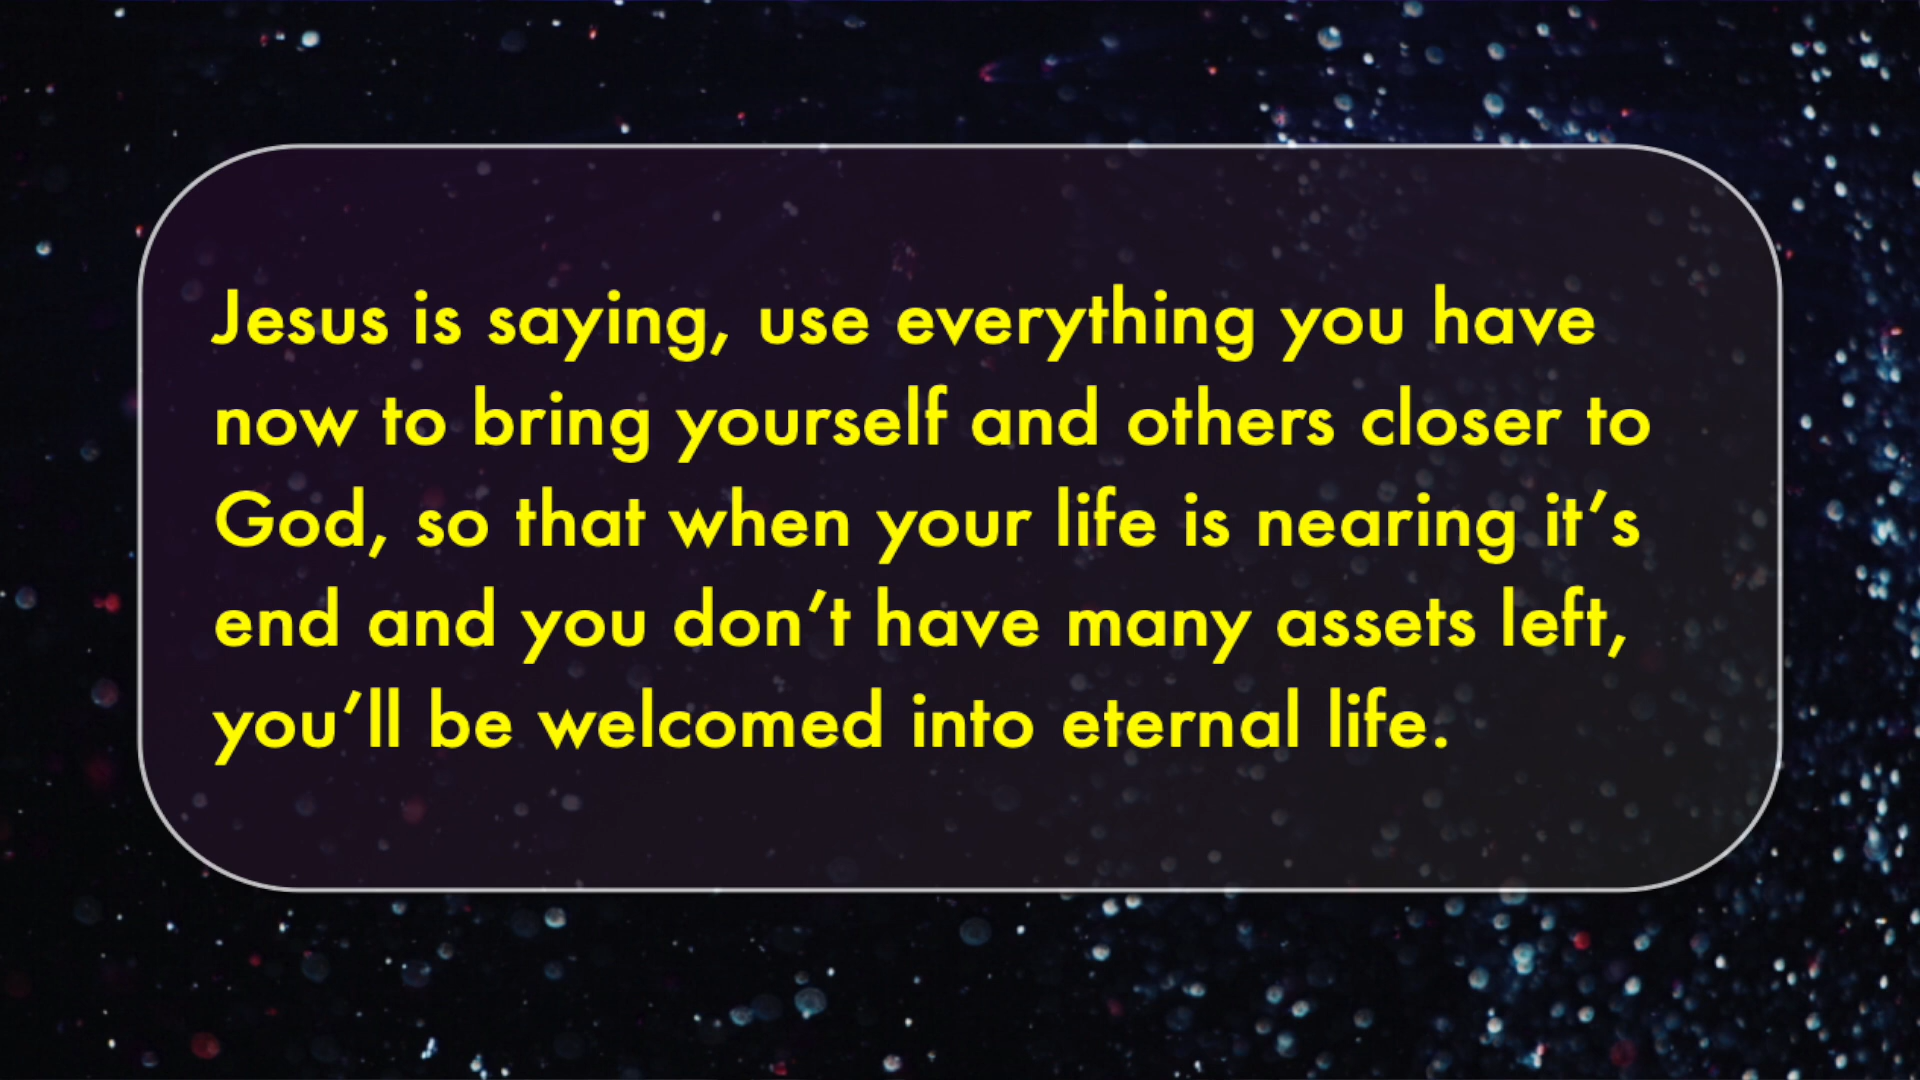 Jesus is saying, use everything you have
now to bring yourself and others closer to
God, so that when your life is nearing it’s
end and you don’t have many assets left,
you’ll be welcomed into eternal life.